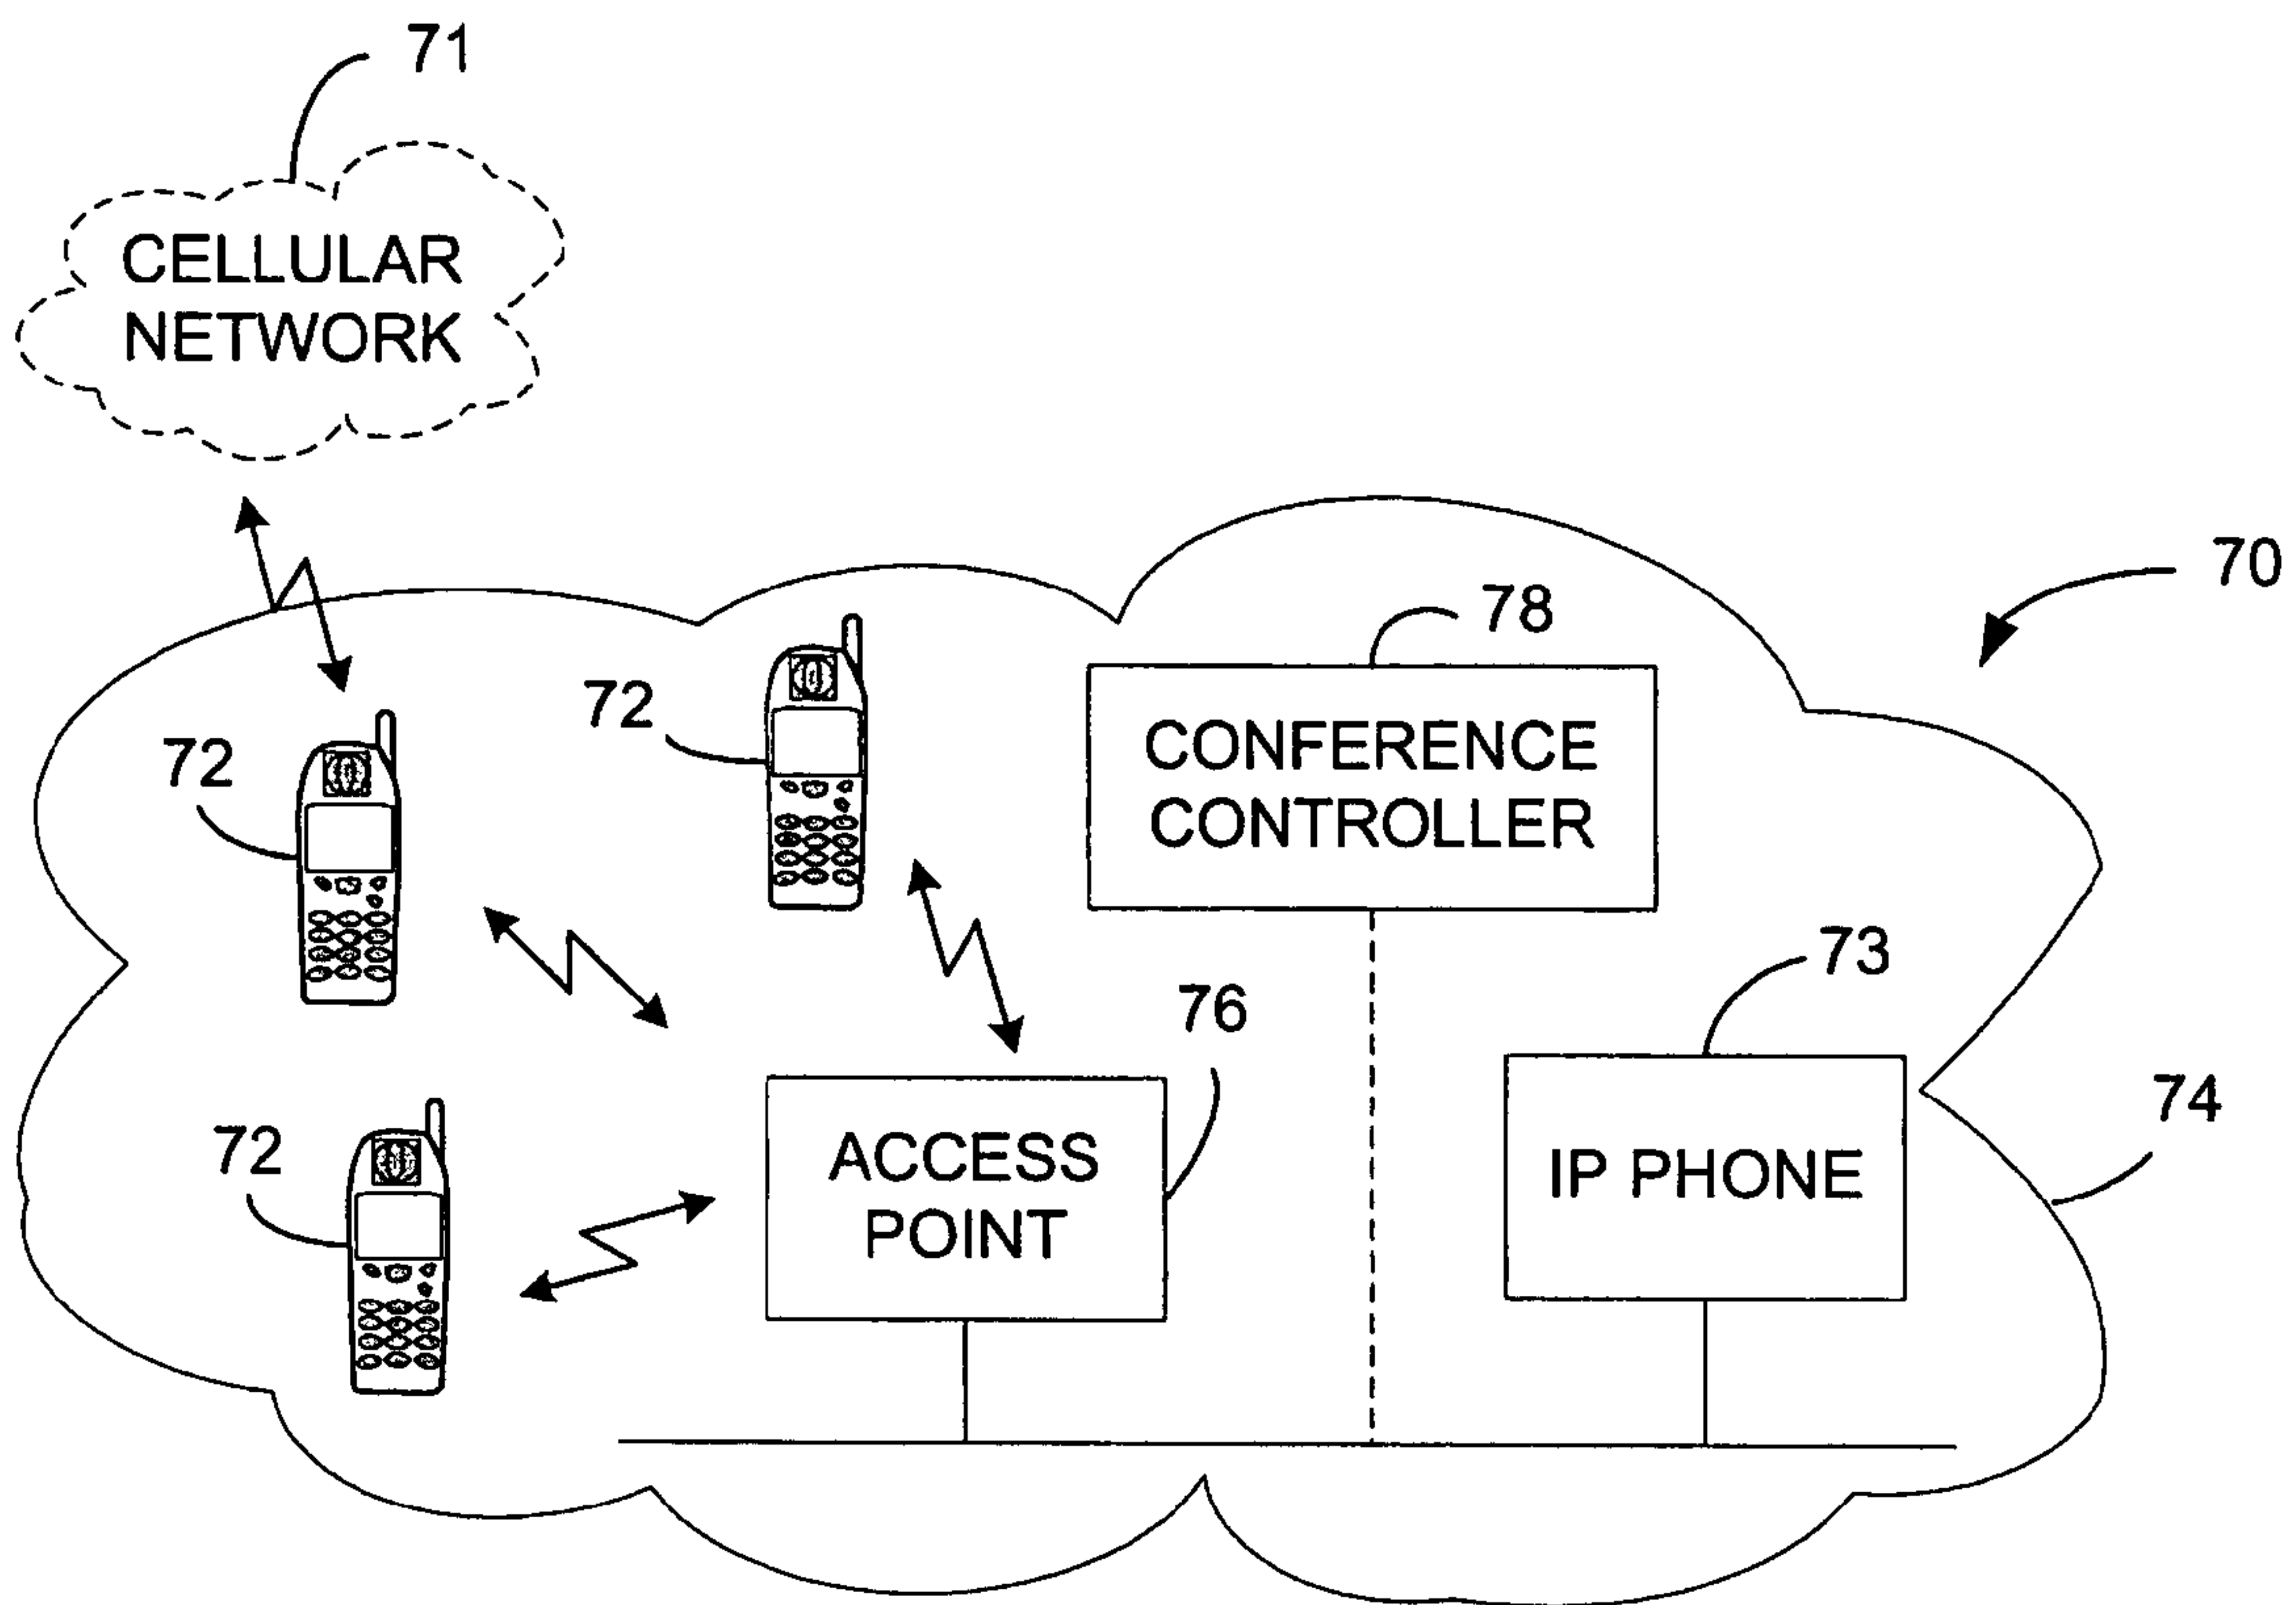 71
CELLULAR
NETWORK
70
78
72
CONFERENCE
CONTROLLER
72
73
76
74
ACCESS
POINT
IP PHONE
72